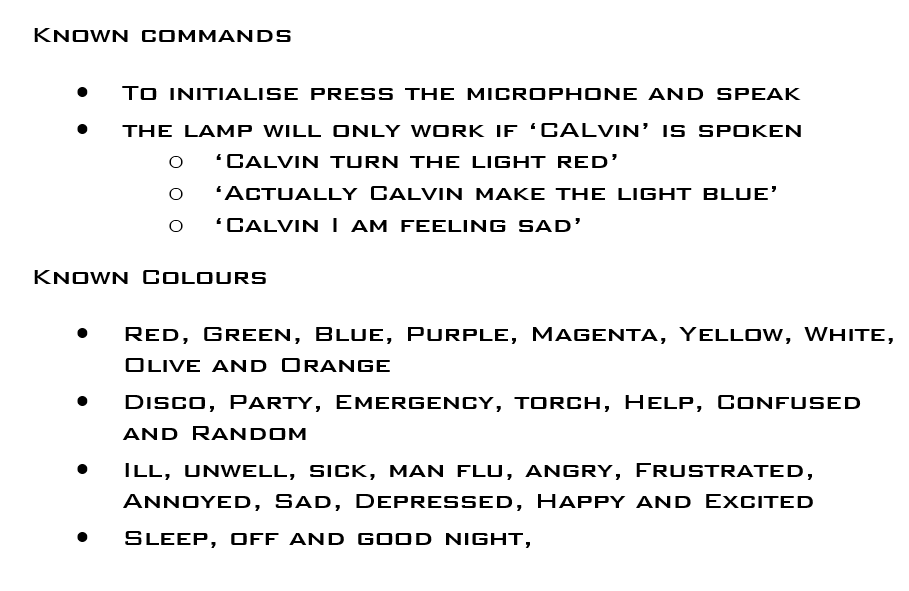 Known commands
• To initialise press the microphone and speak
• the lamp will only work if ‘CALvin’ is spoken
o ‘Calvin turn the light red’
o ‘Actually Calvin make the light blue’
o ‘Calvin I am feeling sad’
Known Colours
• Red, Green, Blue, Purple, Magenta, Yellow, White,
Olive and Orange
• Disco, Party, Emergency, torch, Help, Confused
and Random
• Ill, unwell, sick, man flu, angry, Frustrated,
Annoyed, Sad, Depressed, Happy and Excited
• Sleep, off and good night,